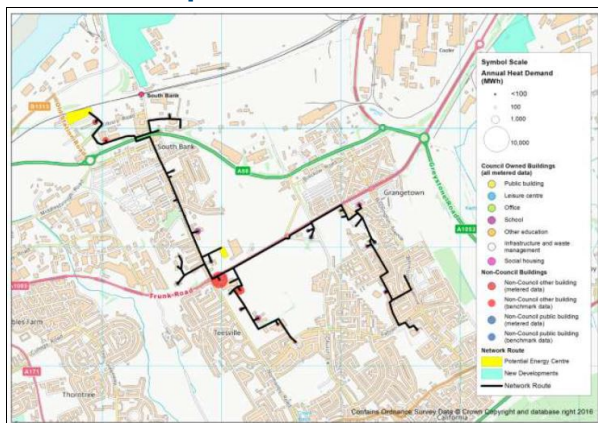 South Bank
South Bank
A66
Grangetown
Greystone Road
A1053
Trunk-Road
Teesville
A1085
Thorntree
A171
California
Symbol Scale
Annual Heat Demand
(MWh)
<100
100
1,000
10,000
Council Owned Buildings
(all metered data)
Public building
Leisure centre
Office
School
Other education
Infrastructure and waste
management
Social housing
Non-Council Buildings
Non-Council other building
(metered data)
Non-Council other building
(benchmark data)
Non-Council public building
(metered data)
Non-Council public building
(benchmark data)
Network Route
Potential Energy Centre
New Developments
Network Route
Contains Ordnance Survey Data © Crown Copyright and database right 2016